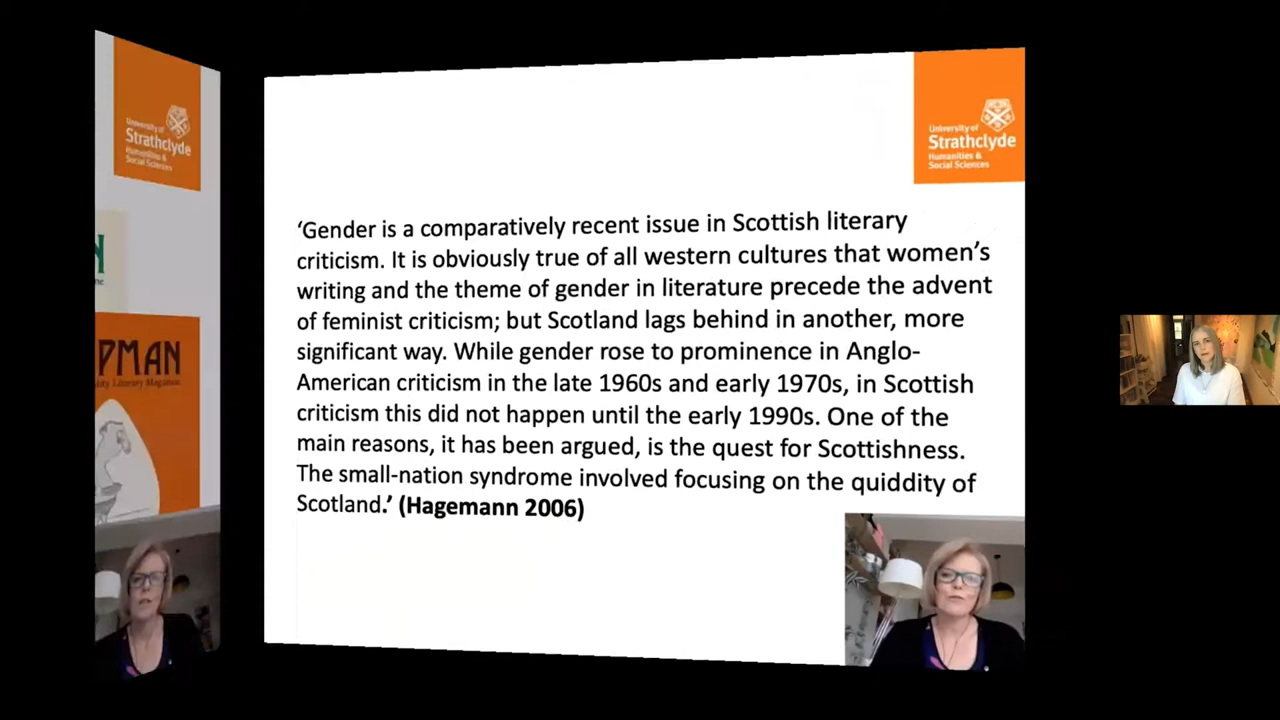 University of
Strathclyde
Humanities &
Social Sciences
N
ne
PMAN
lity Literary Magazine
University of
Strathclyde
Humanities &
Social Sciences
‘Gender is a comparatively recent issue in Scottish literary
criticism. It is obviously true of all western cultures that women’s
writing and the theme of gender in literature precede the advent
of feminist criticism; but Scotland lags behind in another, more
significant way. While gender rose to prominence in Anglo-
American criticism in the late 1960s and early 1970s, in Scottish
criticism this did not happen until the early 1990s. One of the
main reasons, it has been argued, is the quest for Scottishness.
The small-nation syndrome involved focusing on the quiddity of
Scotland.’ (Hagemann 2006)